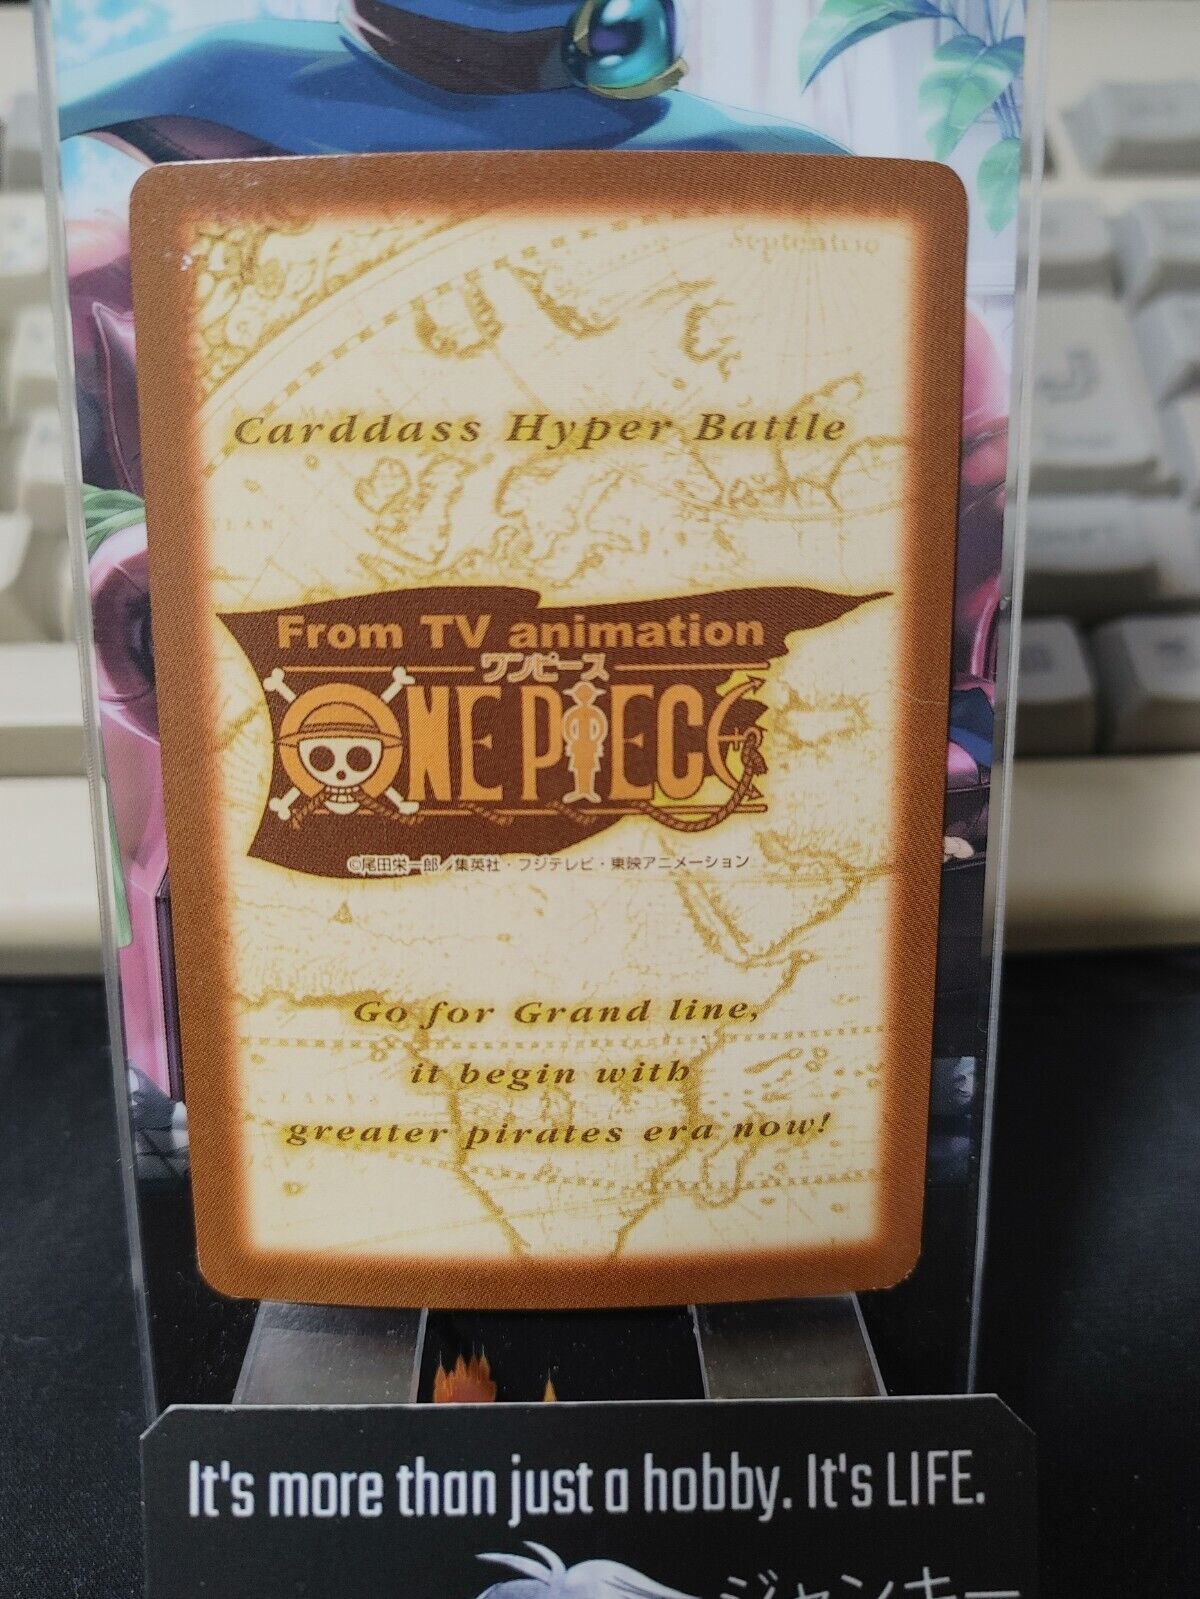 Septentrio
Carddass Hyper Battle
From TV animation
ワンピース
ONE PIECE
©尾田栄一郎／集英社・フジテレビ・東映アニメーション
Go for Grand line,
it begin with
greater pirates era now!
It's more than just a hobby. It's LIFE.
ジャンキー